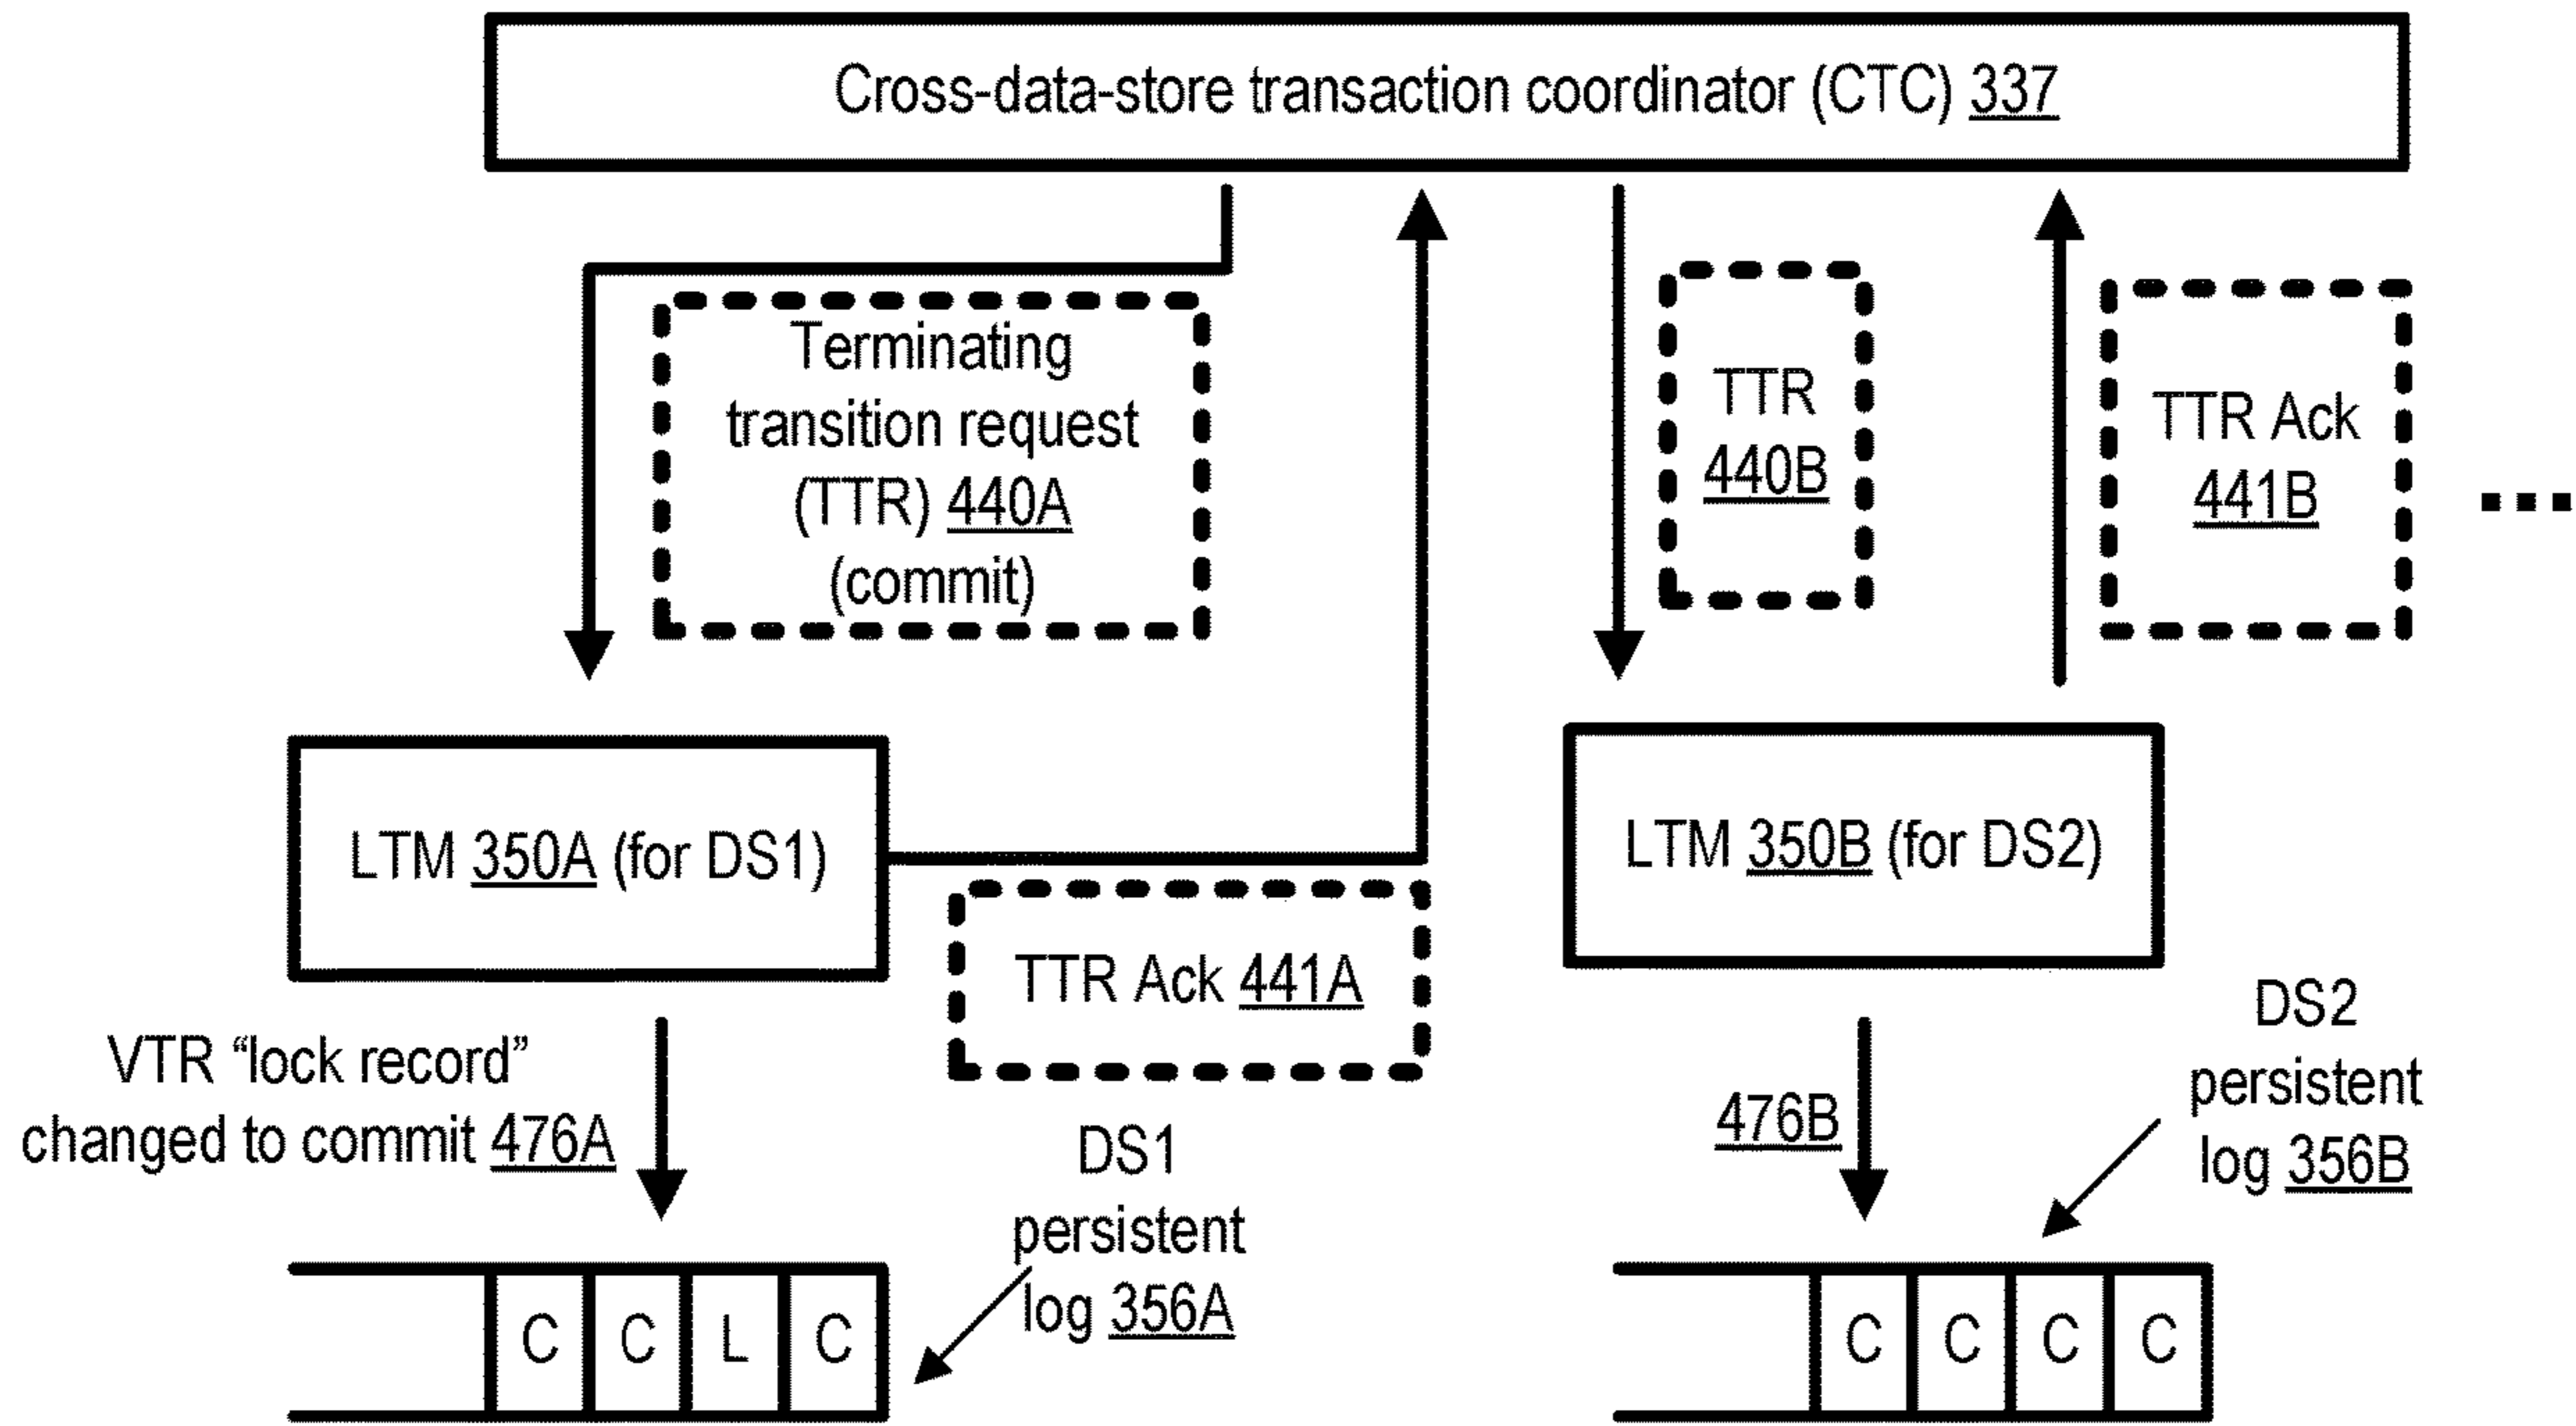 Cross-data-store transaction coordinator (CTC) 337
Terminating
transition request
(TTR) 440A
(commit)
TTR
440B
TTR Ack
441B
LTM 350A (for DS1)
LTM 350B (for DS2)
TTR Ack 441A
VTR “lock record”
changed to commit 476A
DS1
persistent
log 356A
476B
DS2
persistent
log 356B
C C L C
C C C C